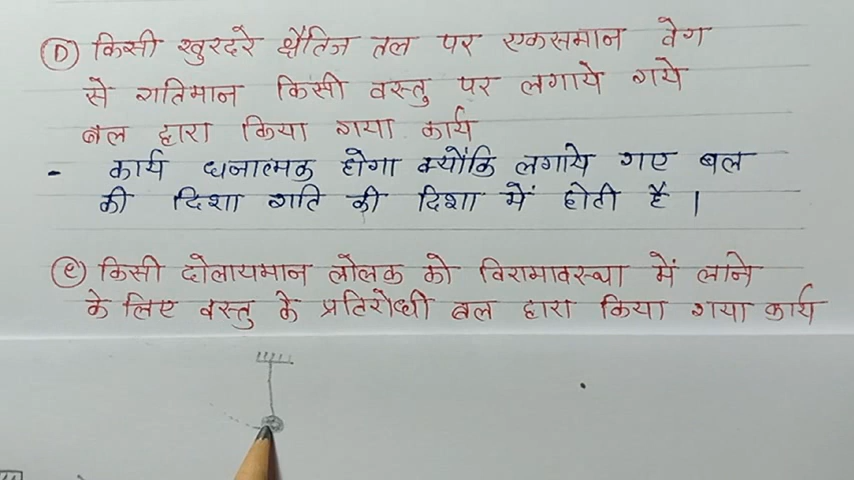 (D) किसी खुरदरे क्षैतिज तल पर एकसमान वेग
से गतिमान किसी वस्तु पर लगाये गये
बल द्वारा किया गया कार्य
- कार्य धनात्मक होगा क्योंकि लगाये गए बल
की दिशा गति की दिशा में होती है ।
(e) किसी दोलायमान लोलक को विरामावस्था में लाने
के लिए वस्तु के प्रतिरोधी बल द्वारा किया गया कार्य